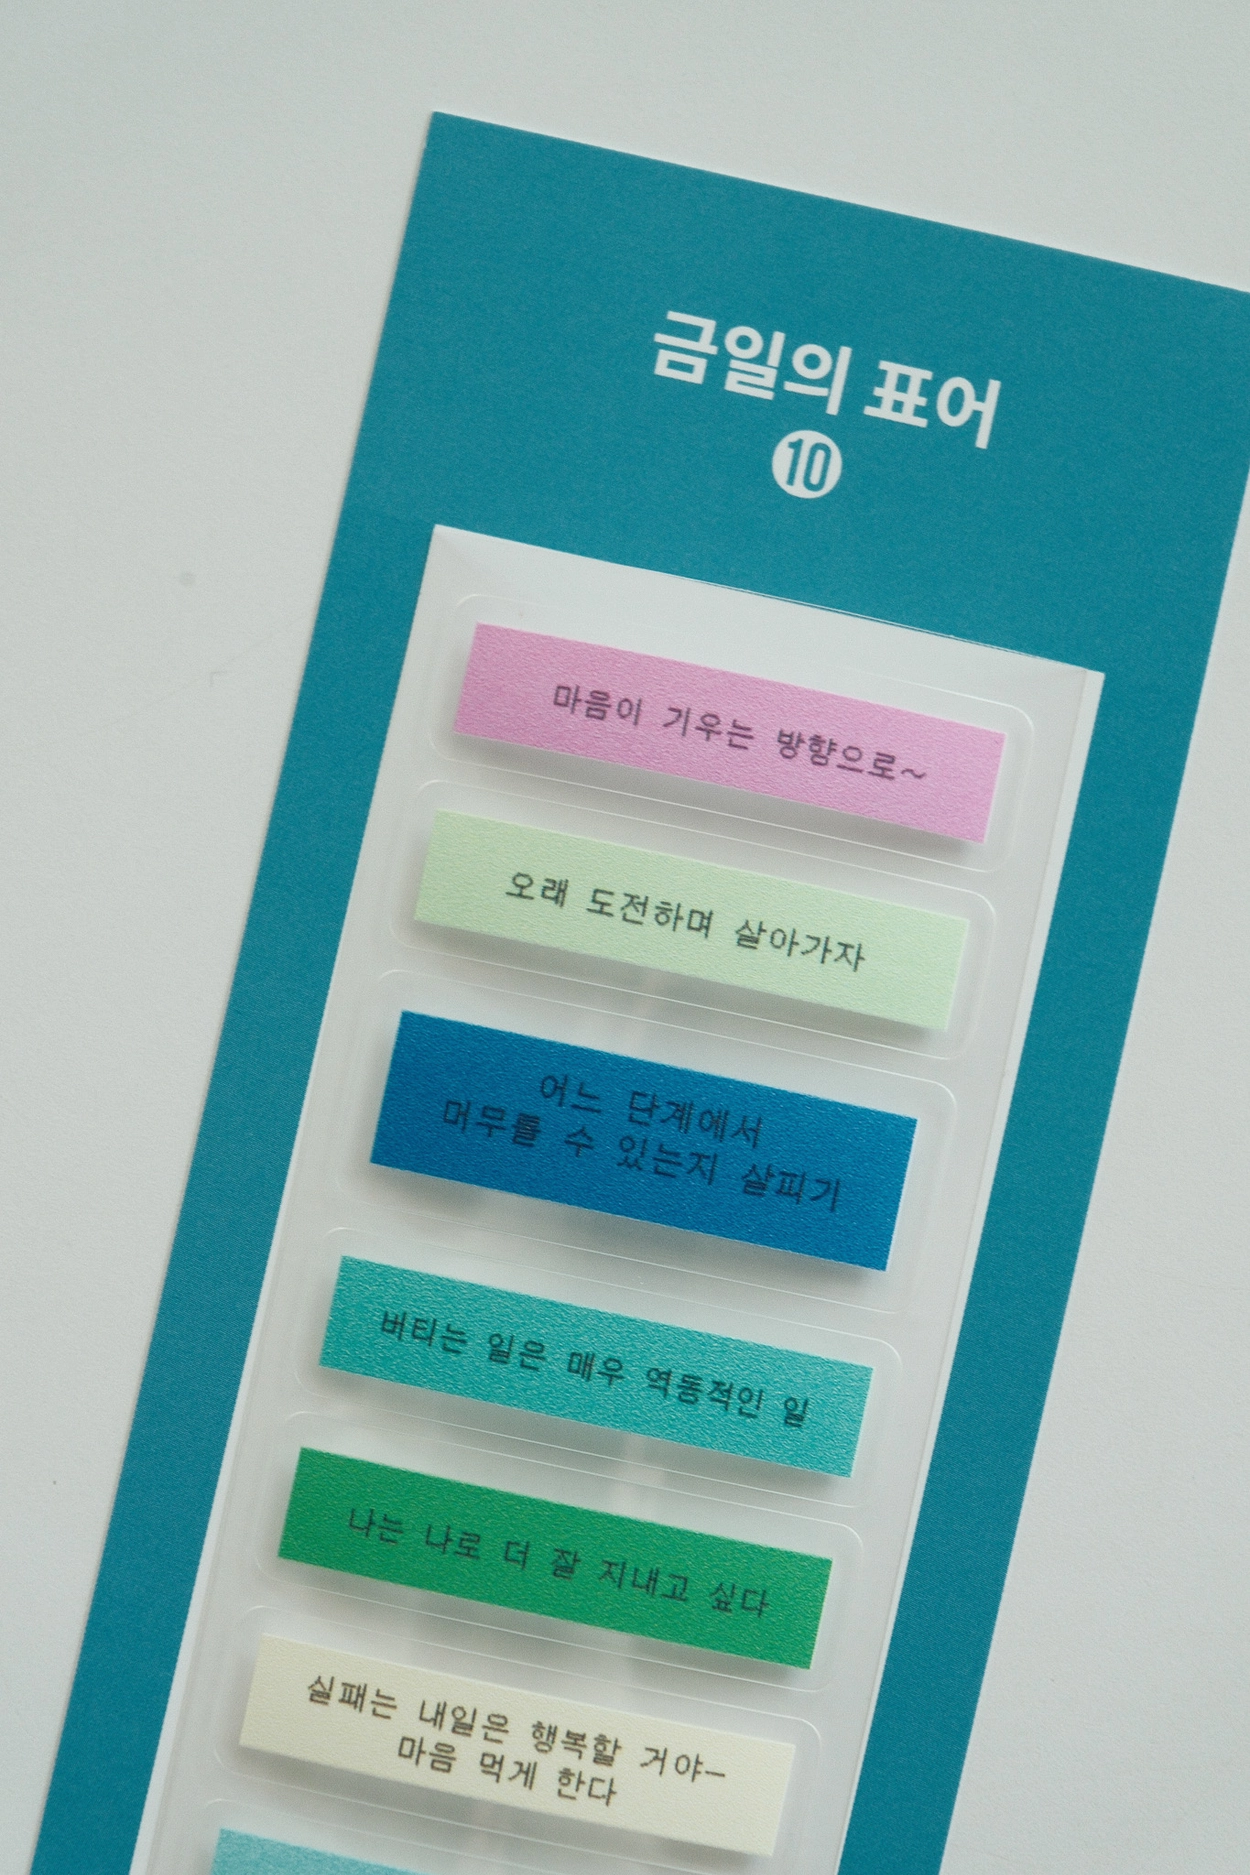 금일의 표어
10
마음이 기우는 방향으로~
오래 도전하며 살아가자
어느 단계에서
머무를 수 있는지 살피기
버티는 일은 매우 역동적인 일
나는 나로 더 잘 지내고 싶다
실패는 내일은 행복할 거야—
마음 먹게 한다